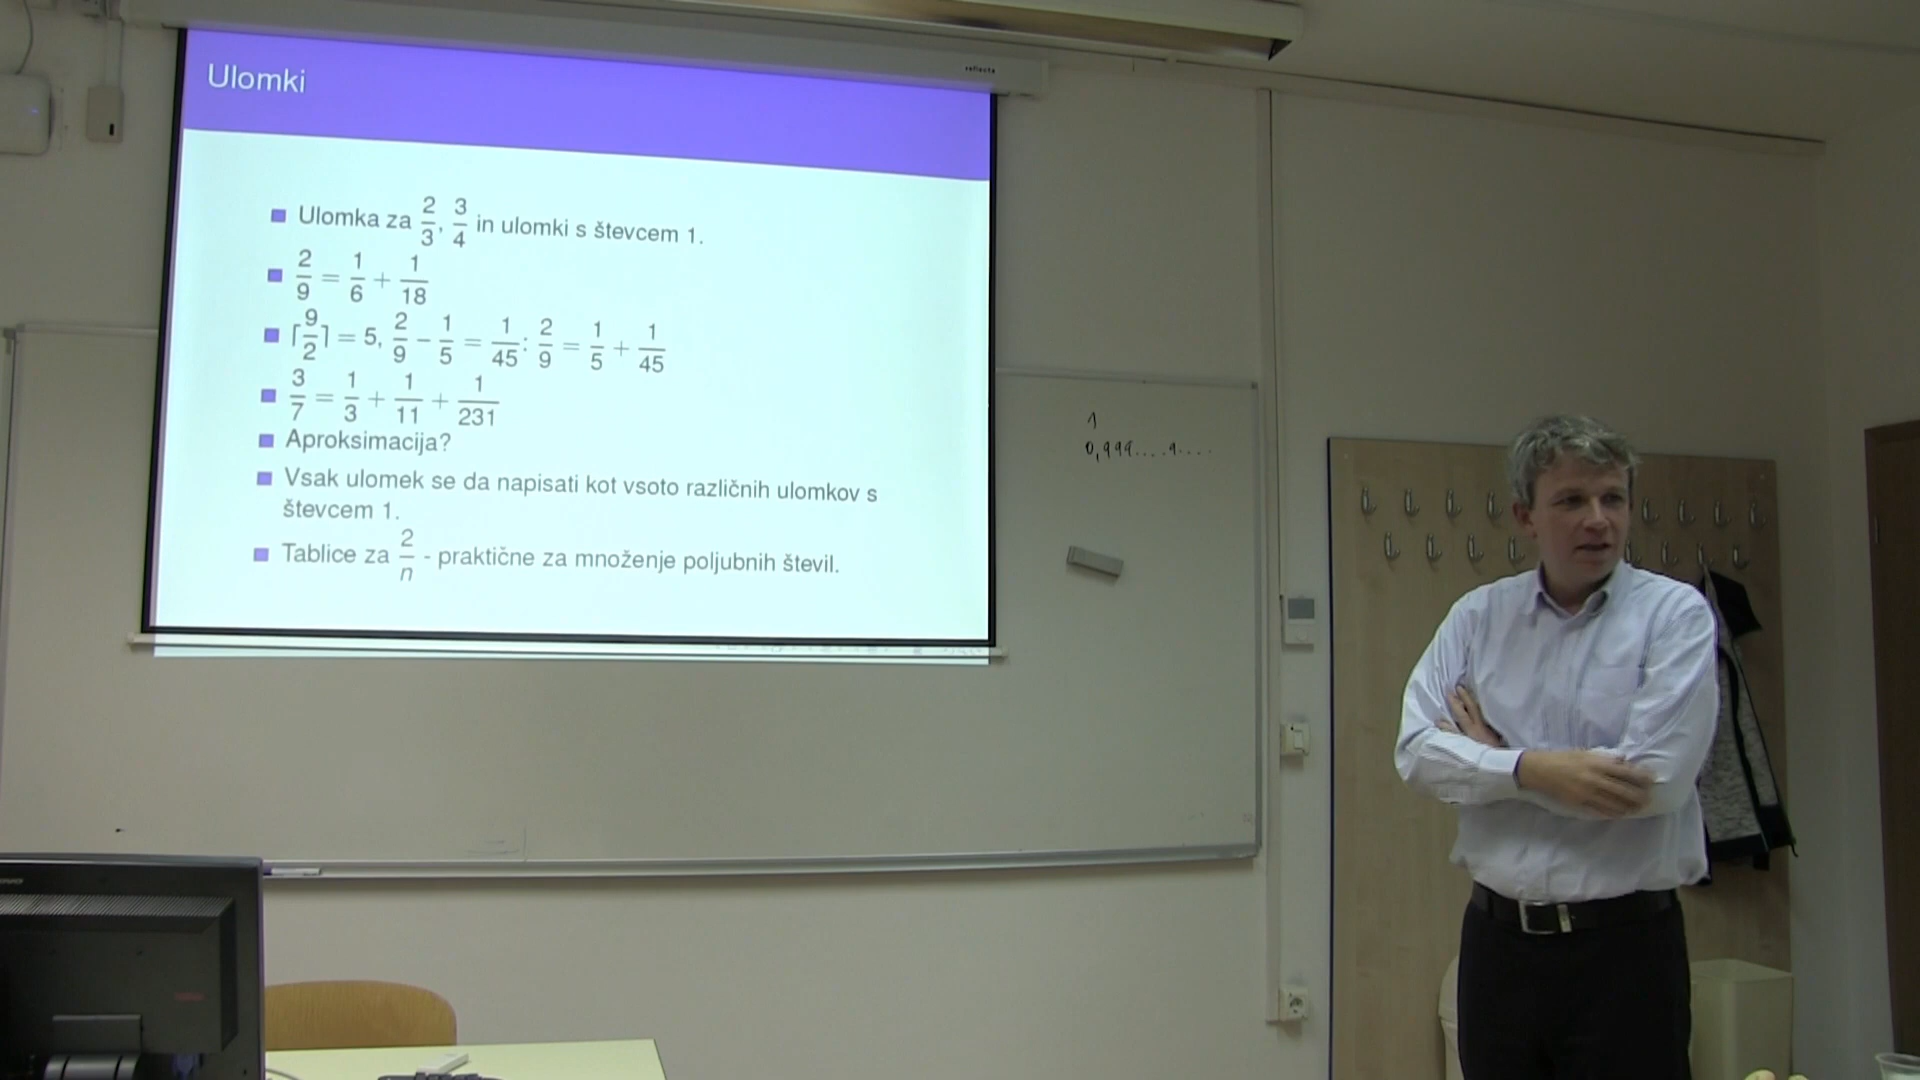 Ulomki
reflecta
Ulomka za 2/3, 3/4 in ulomki s števcem 1.
2/9 = 1/6 + 1/18
⌈9/2⌉ = 5, 2/9 − 1/5 = 1/45: 2/9 = 1/5 + 1/45
3/7 = 1/3 + 1/11 + 1/231
Aproksimacija?
Vsak ulomek se da napisati kot vsoto različnih ulomkov s
števcem 1.
Tablice za 2/n - praktične za množenje poljubnih števil.
1
0,999....9....